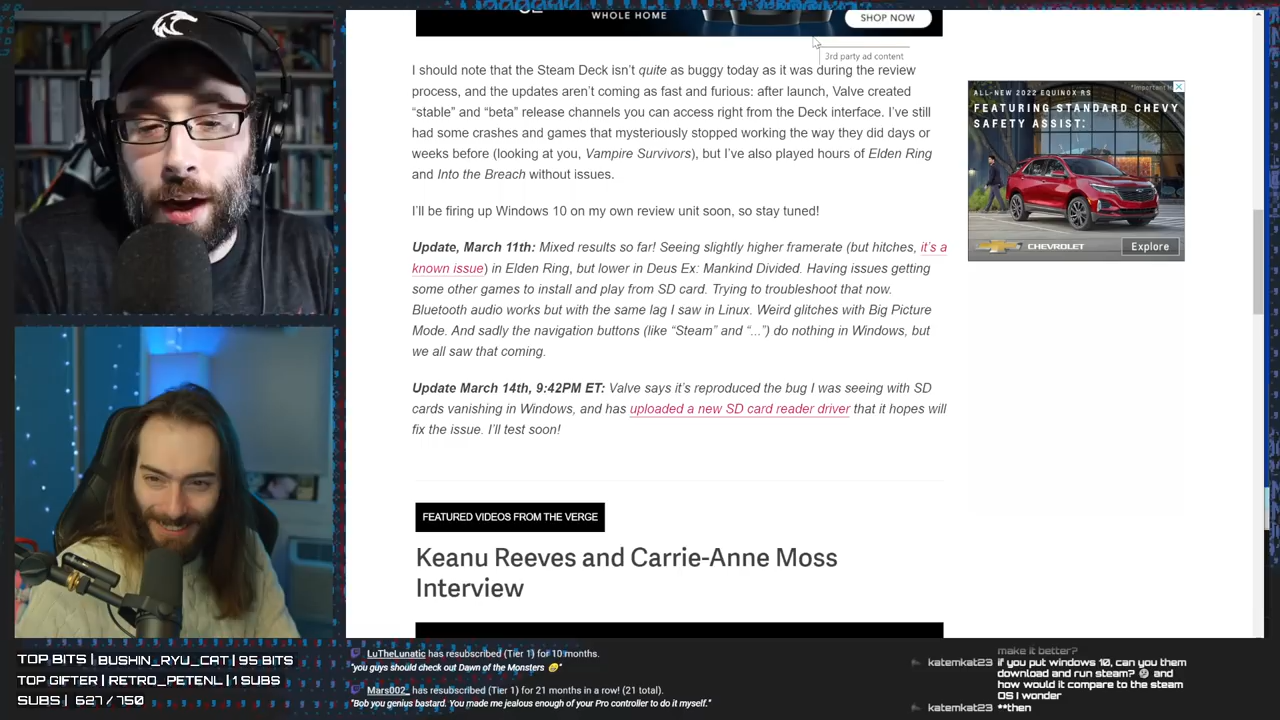 WHOLE HOME
SHOP NOW
3rd party ad content
I should note that the Steam Deck isn’t quite as buggy today as it was during the review
process, and the updates aren’t coming as fast and furious: after launch, Valve created
“stable” and “beta” release channels you can access right from the Deck interface. I’ve still
had some crashes and games that mysteriously stopped working the way they did days or
weeks before (looking at you, Vampire Survivors), but I’ve also played hours of Elden Ring
and Into the Breach without issues.
I’ll be firing up Windows 10 on my own review unit soon, so stay tuned!
Update, March 11th: Mixed results so far! Seeing slightly higher framerate (but hitches, it’s a
known issue) in Elden Ring, but lower in Deus Ex: Mankind Divided. Having issues getting
some other games to install and play from SD card. Trying to troubleshoot that now.
Bluetooth audio works but with the same lag I saw in Linux. Weird glitches with Big Picture
Mode. And sadly the navigation buttons (like “Steam” and “...”) do nothing in Windows, but
we all saw that coming.
Update March 14th, 9:42PM ET: Valve says it’s reproduced the bug I was seeing with SD
cards vanishing in Windows, and has uploaded a new SD card reader driver that it hopes will
fix the issue. I’ll test soon!
FEATURED VIDEOS FROM THE VERGE
Keanu Reeves and Carrie-Anne Moss
Interview
ALL-NEW 2022 EQUINOX RS
FEATURING STANDARD CHEVY
SAFETY ASSIST:
CHEVROLET
Explore
TOP BITS | BUSHIN_RYU_CAT | 95 BITS
TOP GIFTER | RETRO_PETENL | 1 SUBS
SUBS | 627 / 750
LuTheLunatic has resubscribed (Tier 1) for 10 months.
"you guys should check out Dawn of the Monsters"
Mars002_ has resubscribed (Tier 1) for 21 months in a row! (21 total).
"Bob you genius bastard. You made me jealous enough of your Pro controller to do it myself."
make it better?
katemkat23 if you put windows 10, can you them
download and run steam? and
how would it compare to the steam
OS I wonder
katemkat23 **then